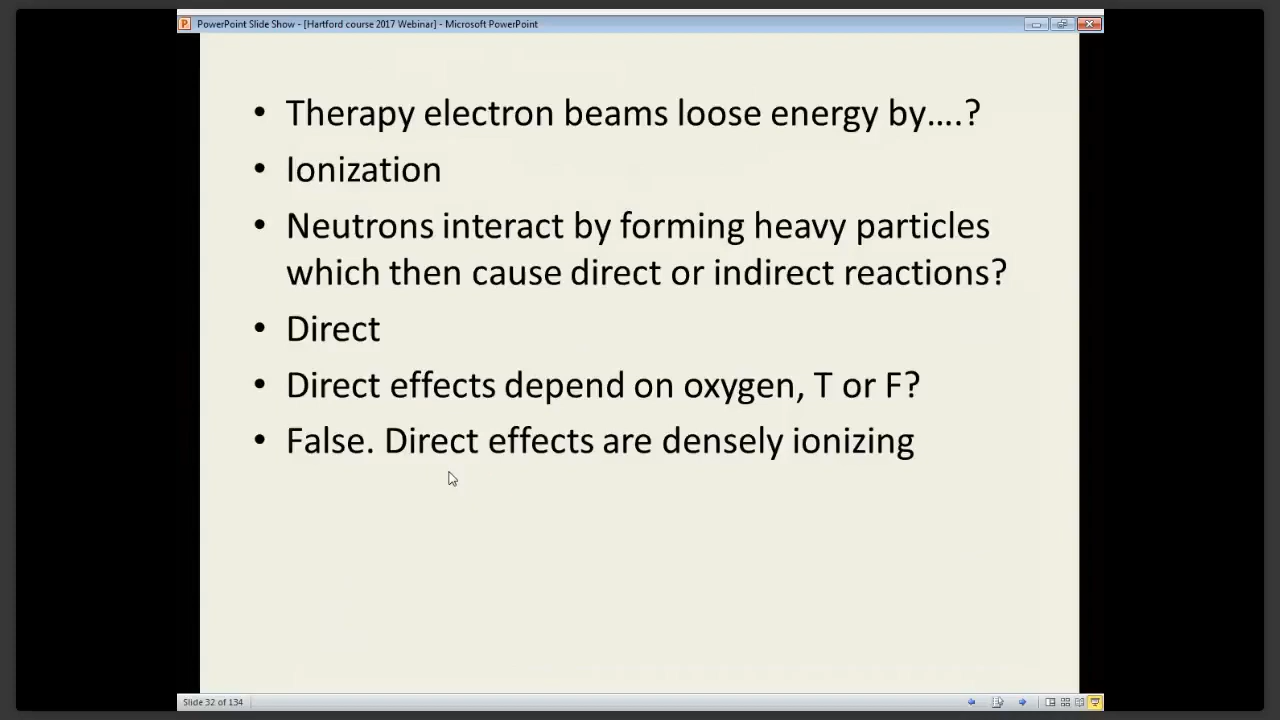 PowerPoint Slide Show - [Hartford course 2017 Webinar] - Microsoft PowerPoint
• Therapy electron beams loose energy by….?
• Ionization
• Neutrons interact by forming heavy particles
which then cause direct or indirect reactions?
• Direct
• Direct effects depend on oxygen, T or F?
• False. Direct effects are densely ionizing
Slide 32 of 134